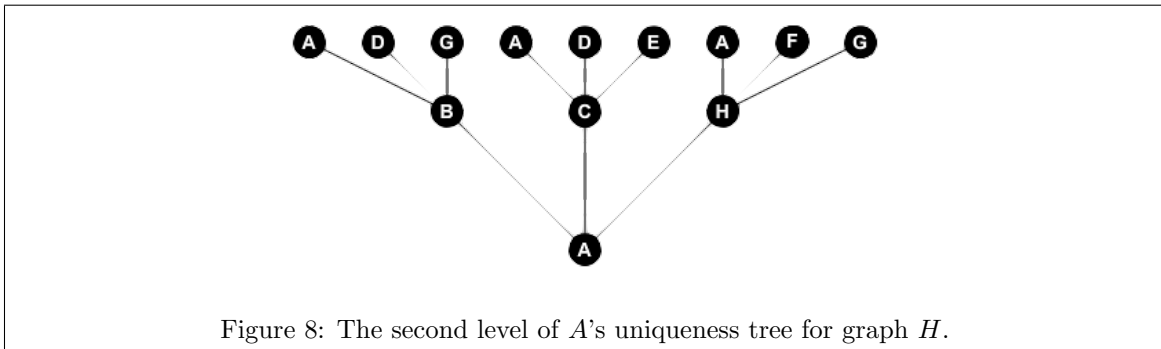 A D G A D E A F G
B C H
A
Figure 8: The second level of A's uniqueness tree for graph H.